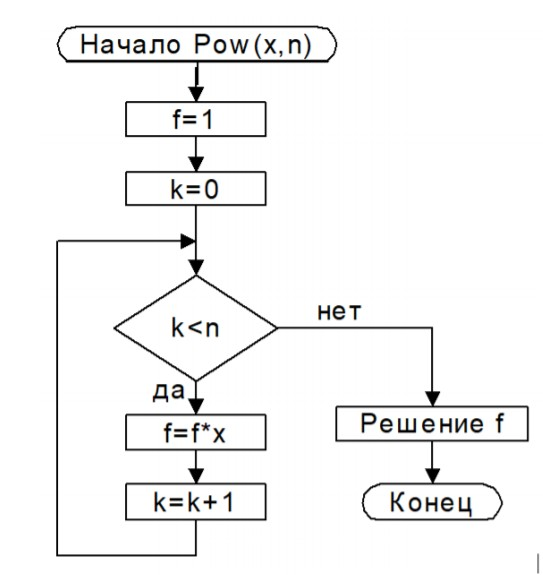 Начало Pow(x,n)
f=1
k=0
k<n
нет
да
f=f*x
k=k+1
Решение f
Конец